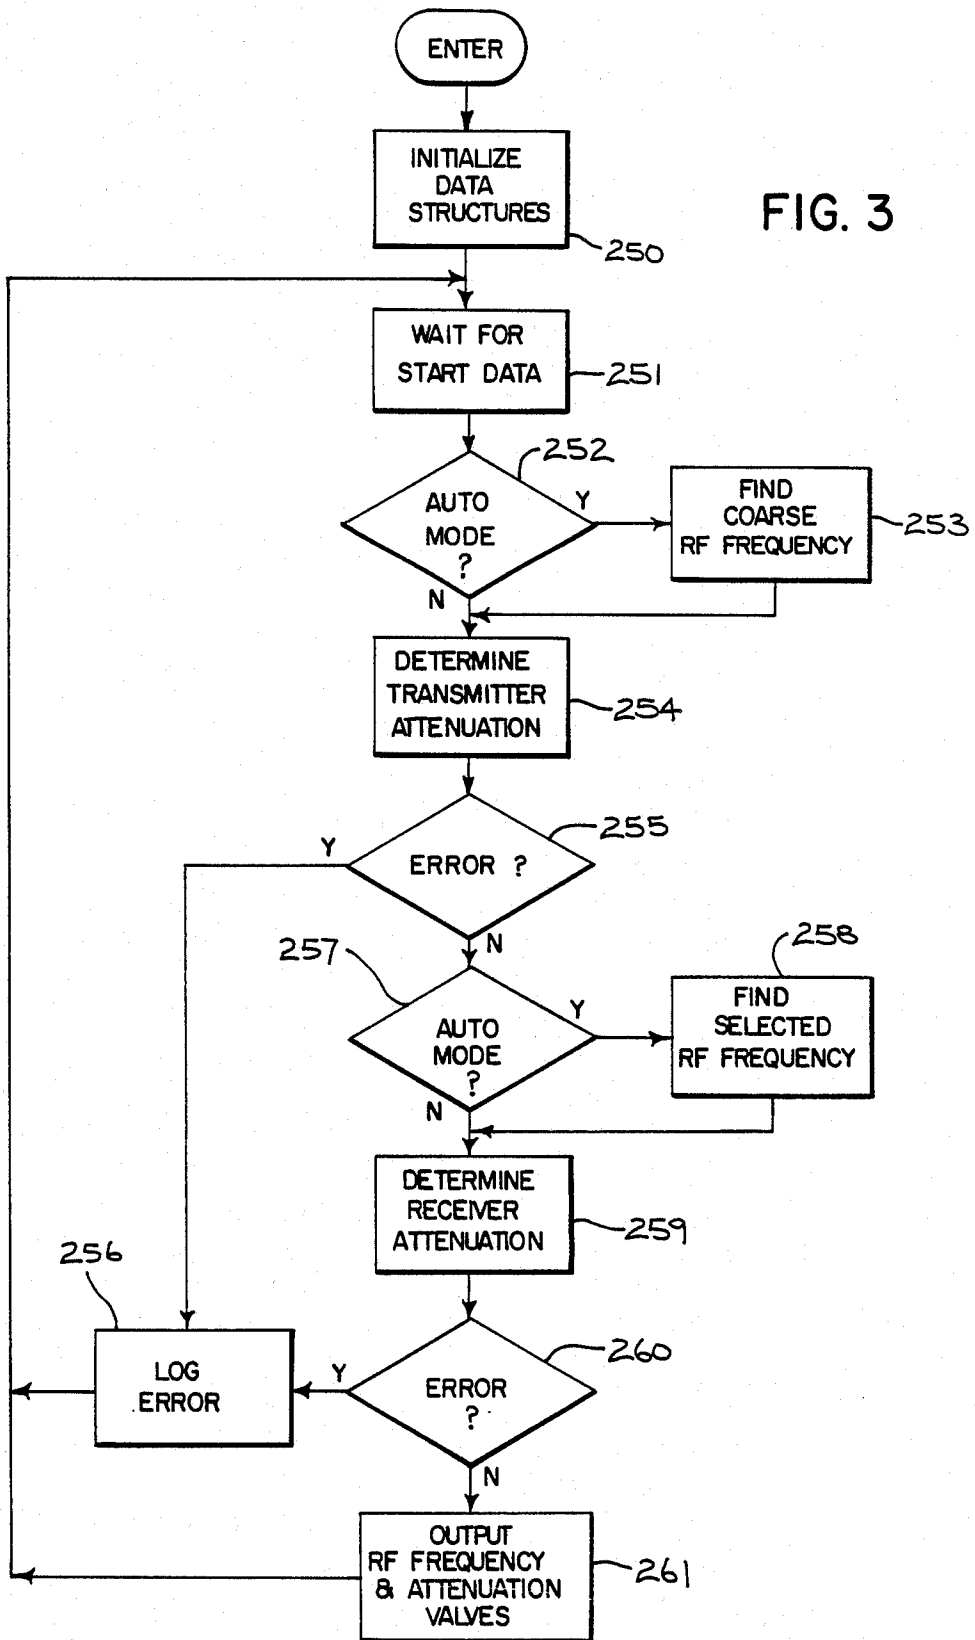 ENTER
INITIALIZE
DATA
STRUCTURES
250
FIG. 3
WAIT FOR
START DATA
251
252
AUTO
MODE
?
Y
N
FIND
COARSE
RF FREQUENCY
253
DETERMINE
TRANSMITTER
ATTENUATION
254
255
ERROR ?
Y
N
257
AUTO
MODE
?
Y
N
258
FIND
SELECTED
RF FREQUENCY
DETERMINE
RECEIVER
ATTENUATION
259
256
LOG
ERROR
260
ERROR
?
Y
N
OUTPUT
RF FREQUENCY
& ATTENUATION
VALVES
261